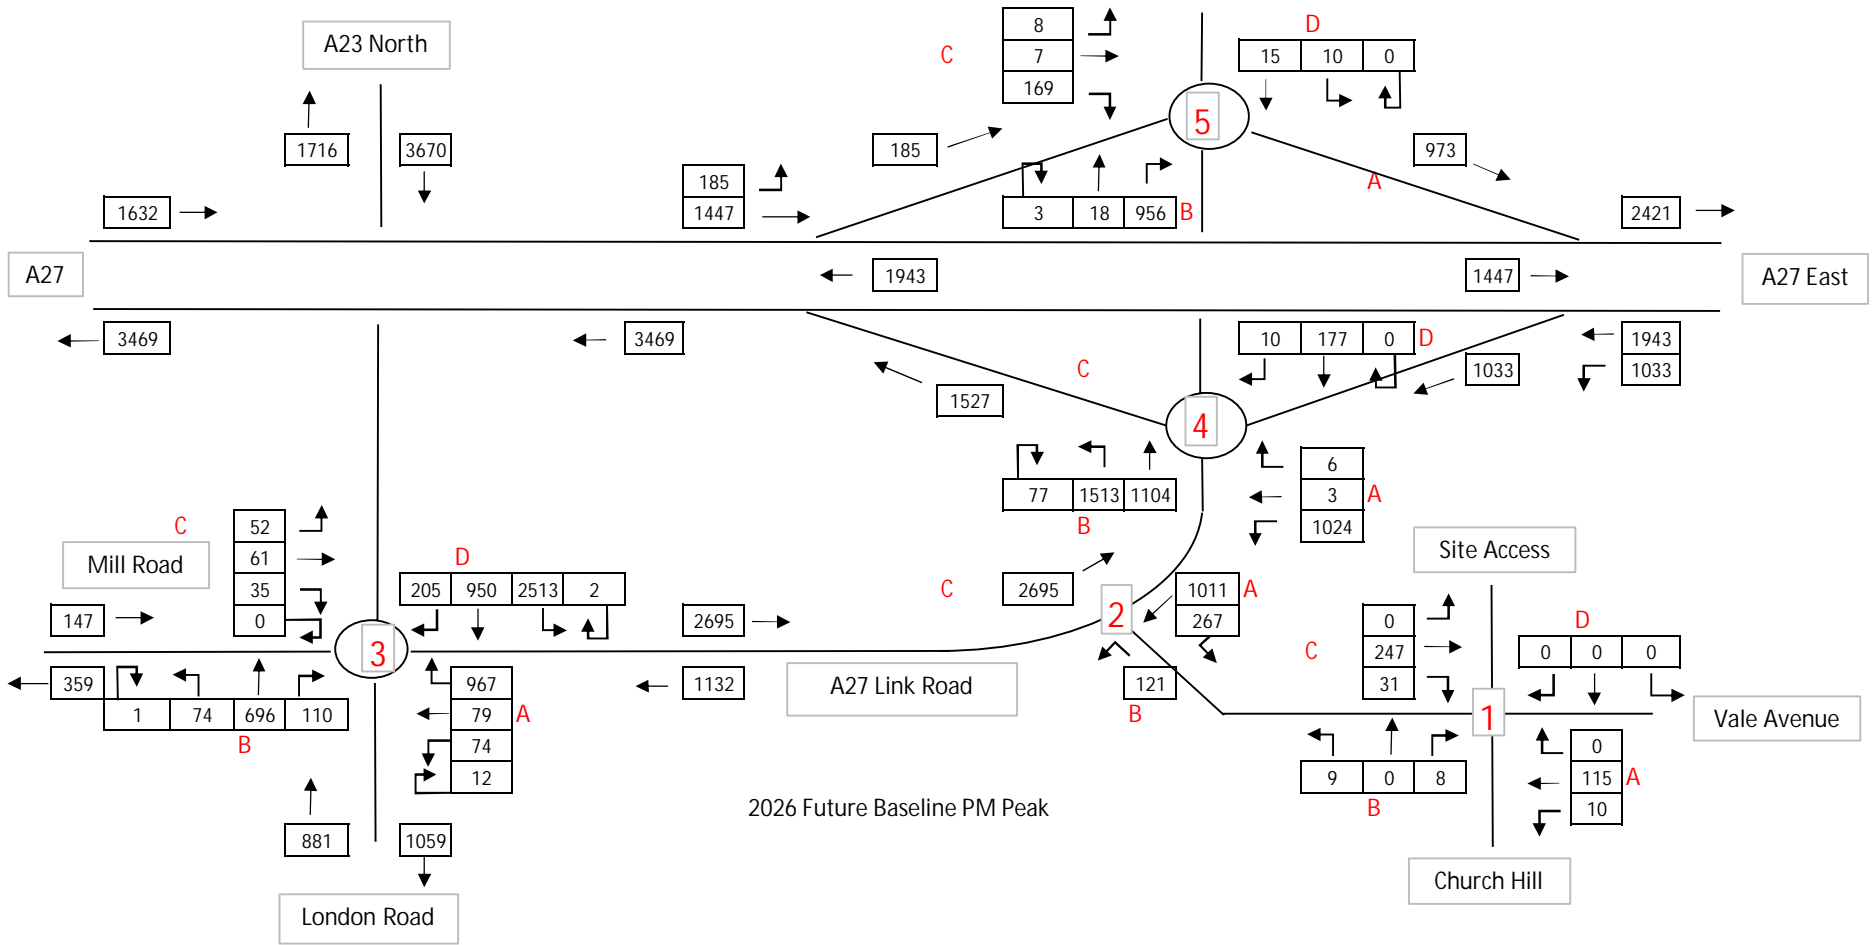 8
D
A23 North
C
7
15 10 0
169
5
1716
3670
185
973
185
A
1632
1447
3 18 956 B
2421
A27
1943
1447
A27 East
3469
3469
10 177 0 D
1943
C
1033
1033
1527
4
6
77 1513 1104
3 A
C
52
B
1024
Mill Road
61
D
Site Access
35
205 950 2513 2
C
2695
1011 A
147
0
2695
2
267
0
D
3
C
247
0 0 0
359
967
1132
A27 Link Road
121
31
1 74 696 110
79 A
B
1
Vale Avenue
B
74
0
12
9 0 8
115 A
2026 Future Baseline PM Peak
B
10
881
1059
Church Hill
London Road